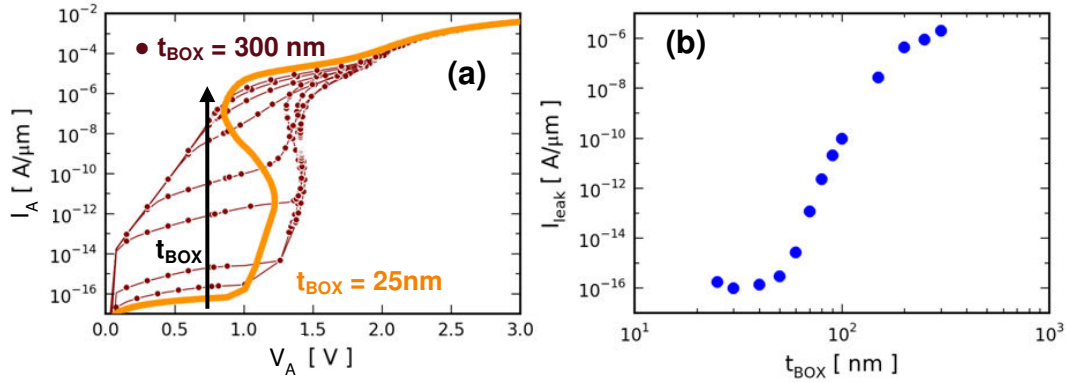 (a)
t_BOX = 300 nm
t_BOX
t_BOX = 25nm
I_A [ A/μm ]
10^-2
10^-4
10^-6
10^-8
10^-10
10^-12
10^-14
10^-16
0.0 0.5 1.0 1.5 2.0 2.5 3.0
V_A [ V ]
(b)
I_leak [ A/μm ]
10^-6
10^-8
10^-10
10^-12
10^-14
10^-16
10^1 10^2 10^3
t_BOX [ nm ]